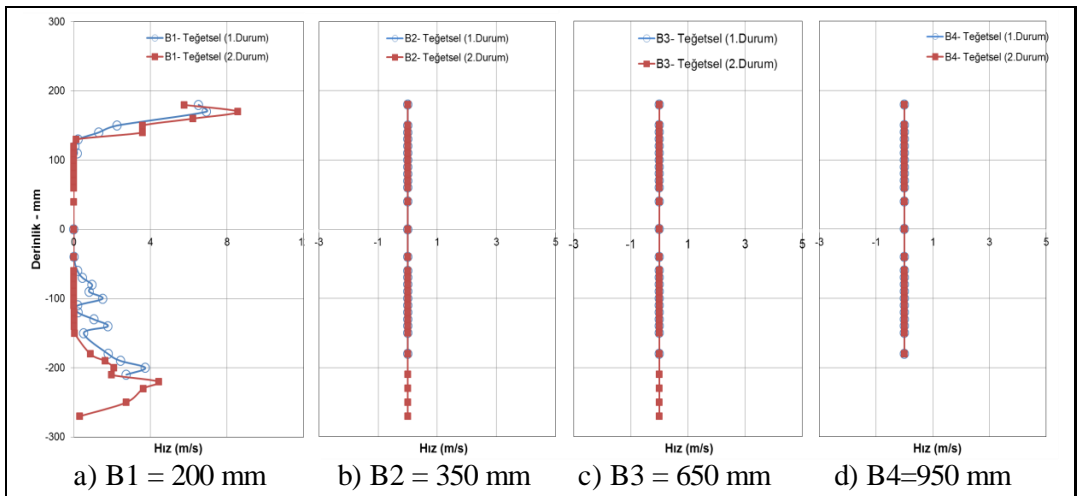 300
200
100
0
-100
-200
-300
Derinlik - mm
B1- Teğetsel (1.Durum)
B1- Teğetsel (2.Durum)
0 4 8 12
Hız (m/s)
B2- Teğetsel (1.Durum)
B2- Teğetsel (2.Durum)
-3 -1 1 3 5
Hız (m/s)
B3- Teğetsel (1.Durum)
B3- Teğetsel (2.Durum)
-3 -1 1 3 5
Hız (m/s)
B4- Teğetsel (1.Durum)
B4- Teğetsel (2.Durum)
-3 -1 1 3 5
Hız (m/s)
a) B1 = 200 mm
b) B2 = 350 mm
c) B3 = 650 mm
d) B4=950 mm